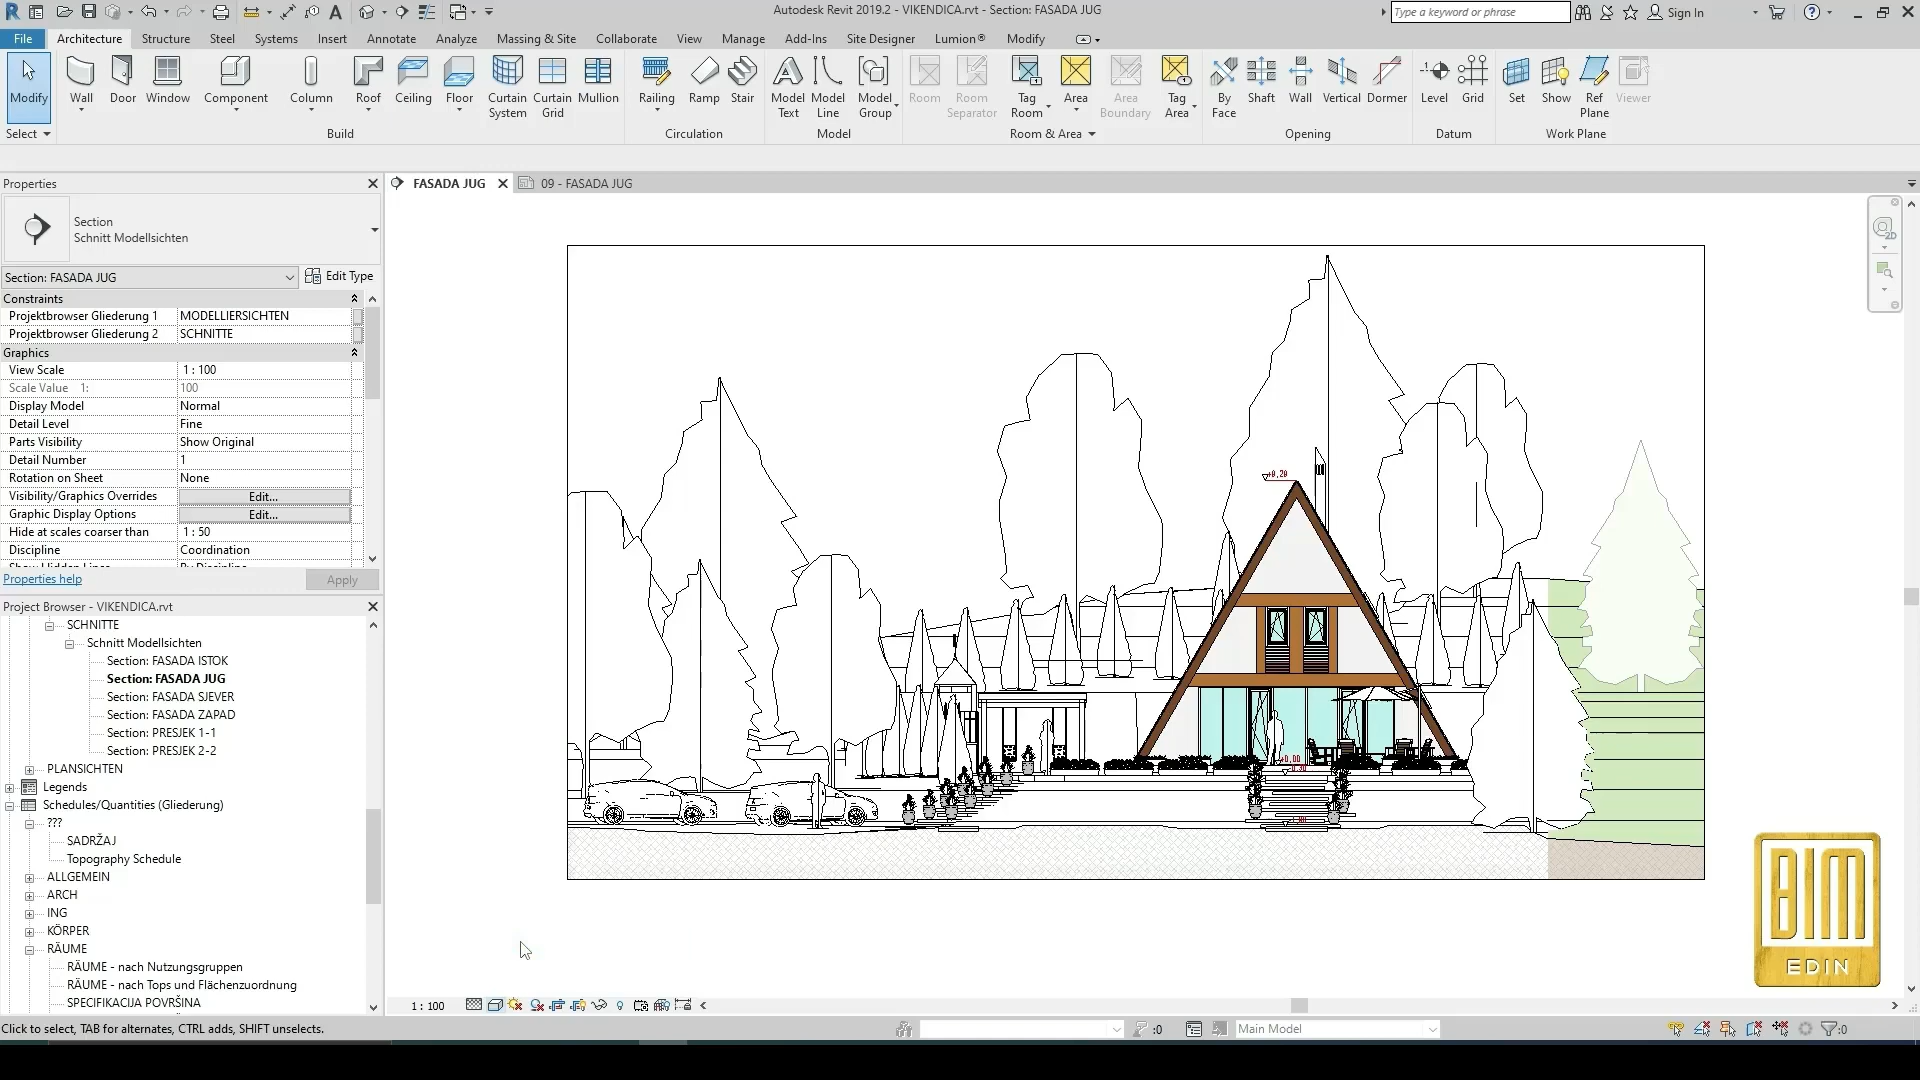 Autodesk Revit 2019.2 - VIKENDICA.rvt - Section: FASADA JUG
Type a keyword or phrase
Sign In
File Architecture Structure Steel Systems Insert Annotate Analyze Massing & Site Collaborate View Manage Add-Ins Site Designer Lumion® Modify
Modify Wall Door Window Component Column Roof Ceiling Floor Curtain System Curtain Grid Mullion Railing Ramp Stair Model Text Model Line Model Group Room Room Separator Tag Room Area Area Boundary Tag Area By Face Shaft Wall Vertical Dormer Level Grid Set Show Ref Plane Viewer
Select Build Circulation Model Room & Area Opening Datum Work Plane
Properties
FASADA JUG
09 - FASADA JUG
Section
Schnitt Modellsichten
Section: FASADA JUG Edit Type
Constraints
Projektbrowser Gliederung 1 MODELLIERSICHTEN
Projektbrowser Gliederung 2 SCHNITTE
Graphics
View Scale 1 : 100
Scale Value 1: 100
Display Model Normal
Detail Level Fine
Parts Visibility Show Original
Detail Number 1
Rotation on Sheet None
Visibility/Graphics Overrides Edit...
Graphic Display Options Edit...
Hide at scales coarser than 1 : 50
Discipline Coordination
Properties help Apply
Project Browser - VIKENDICA.rvt
SCHNITTE
Schnitt Modellsichten
Section: FASADA ISTOK
Section: FASADA JUG
Section: FASADA SJEVER
Section: FASADA ZAPAD
Section: PRESJEK 1-1
Section: PRESJEK 2-2
PLANSICHTEN
Legends
Schedules/Quantities (Gliederung)
???
SADRŽAJ
Topography Schedule
ALLGEMEIN
ARCH
ING
KÖRPER
RÄUME
RÄUME - nach Nutzungsgruppen
RÄUME - nach Tops und Flächenzuordnung
SPECIFIKACIJA POVRŠINA
2D
BIM
EDIN
1 : 100
Click to select, TAB for alternates, CTRL adds, SHIFT unselects.
:0
Main Model
:0